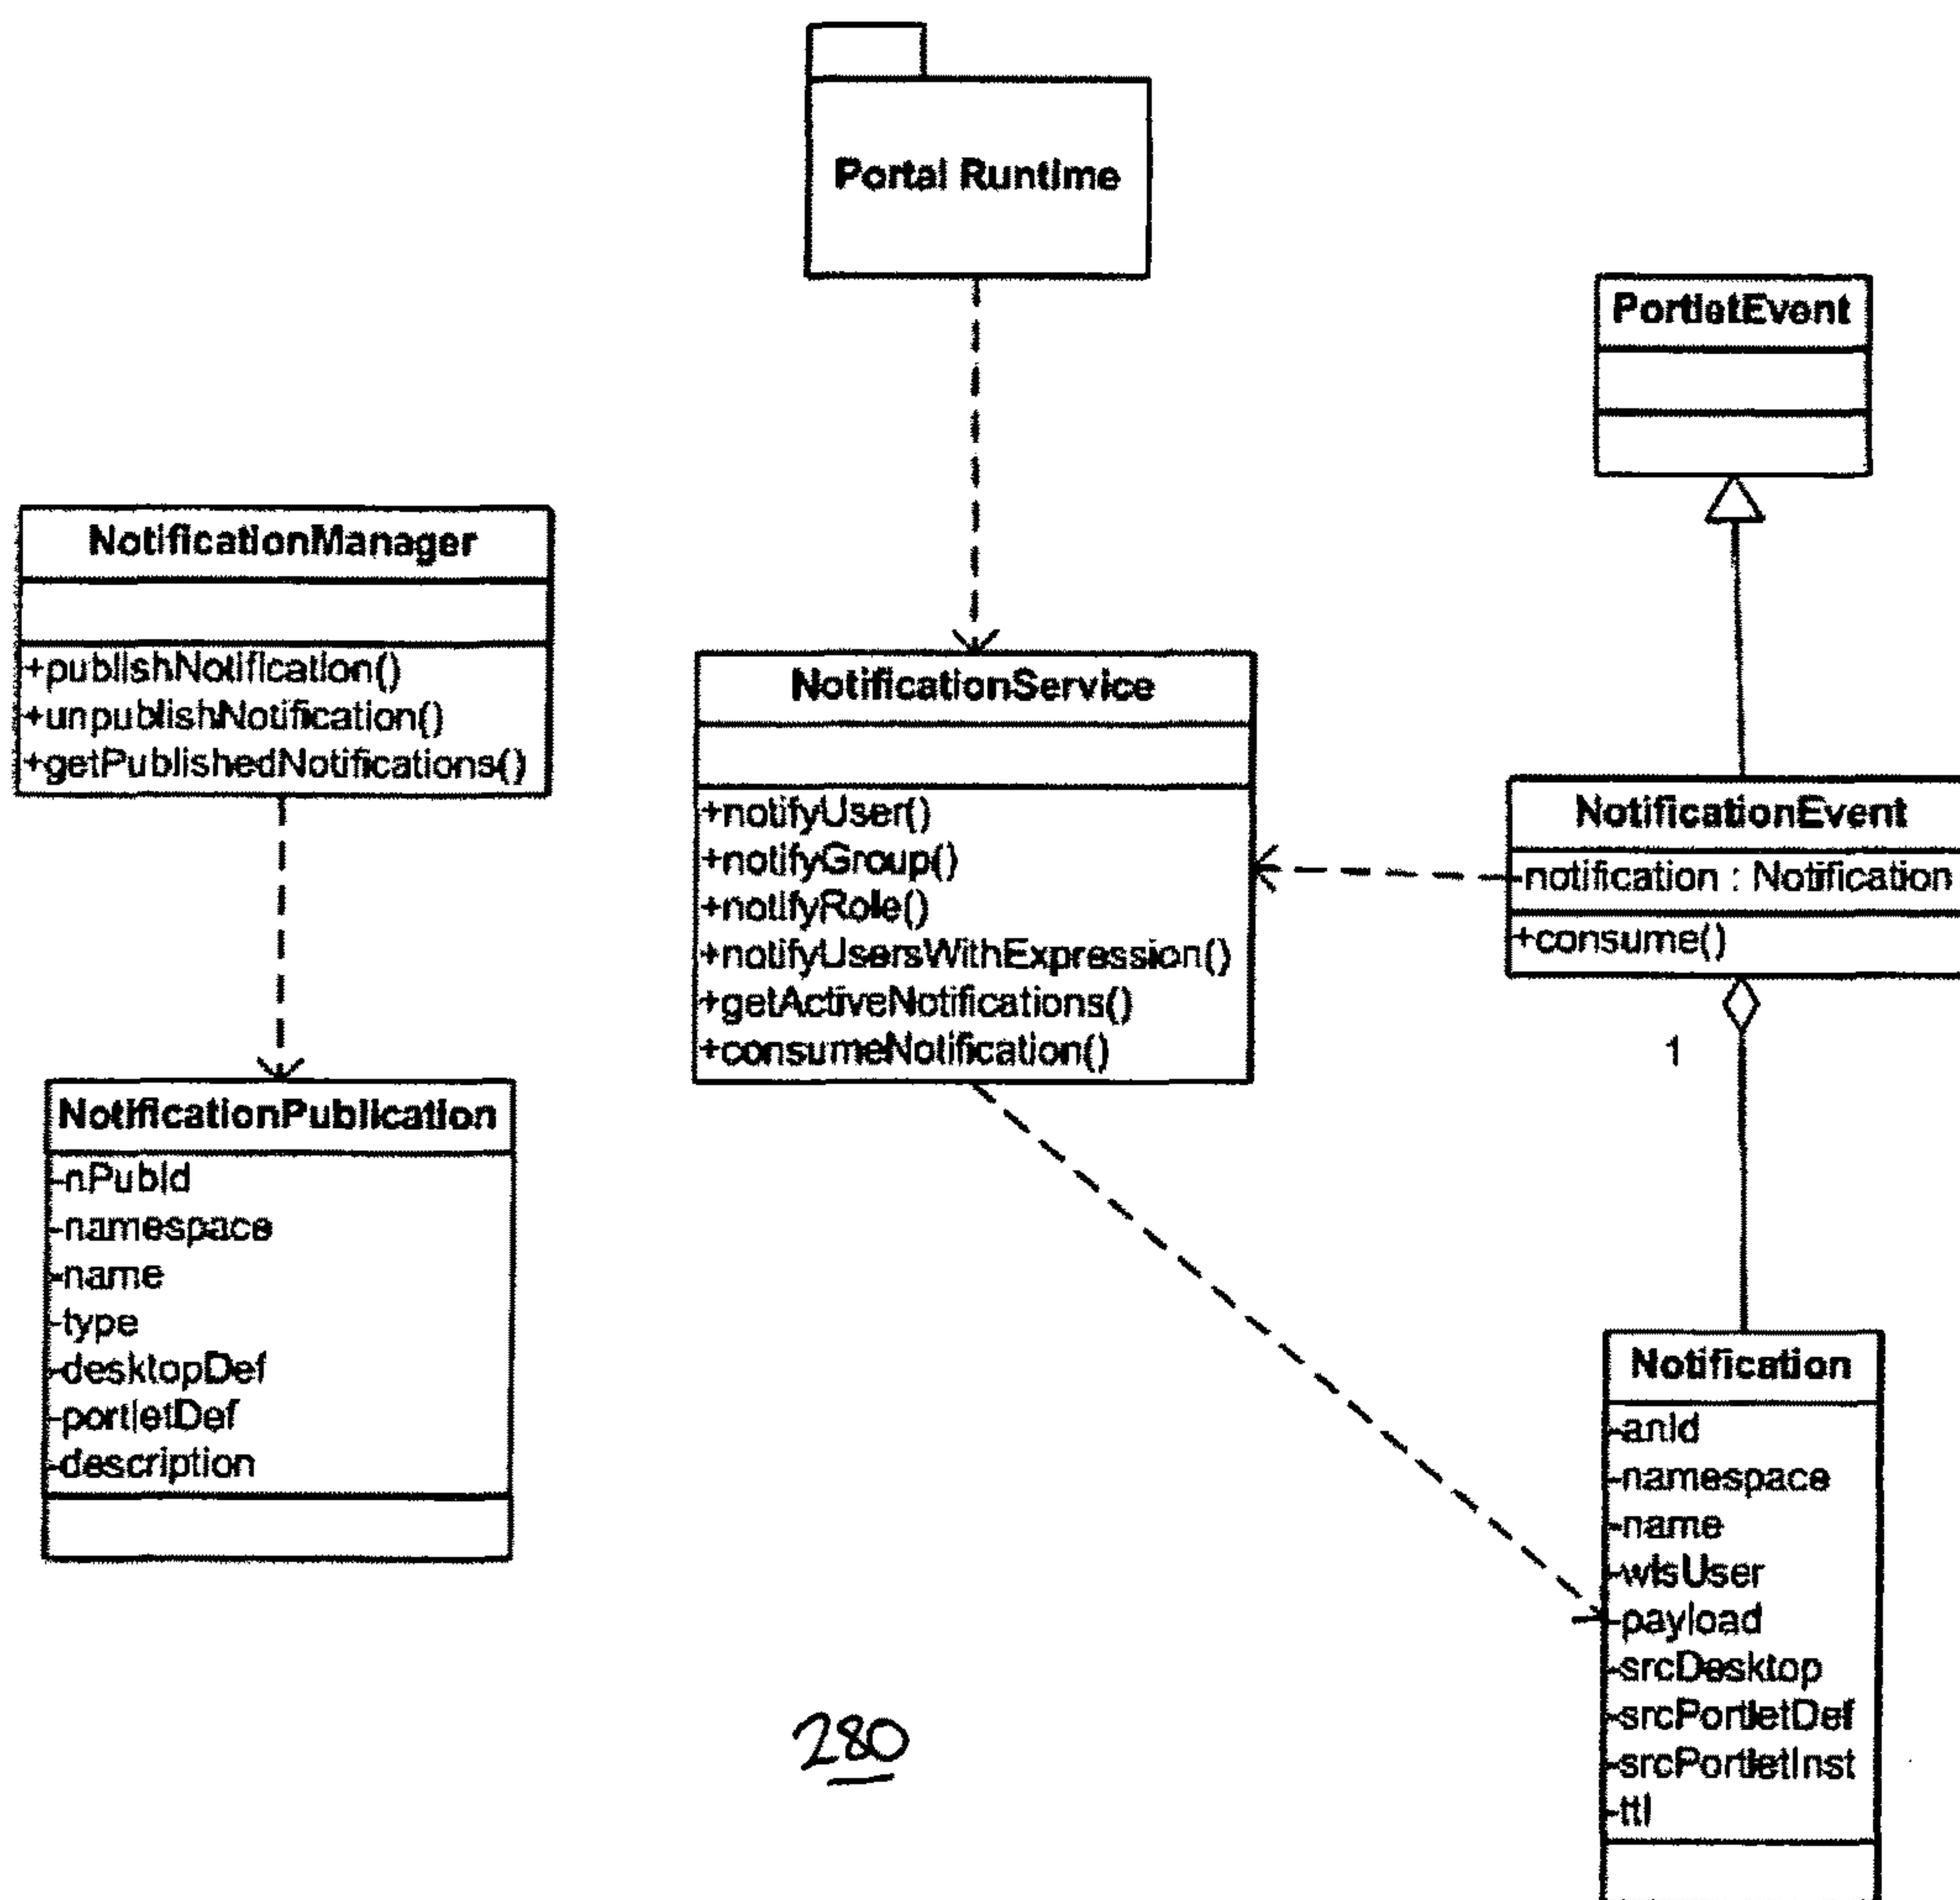 Portal Runtime
PortletEvent
NotificationManager
+publishNotification()
+unpublishNotification()
+getPublishedNotifications()
NotificationService
+notifyUser()
+notifyGroup()
+notifyRole()
+notifyUsersWithExpression()
+getActiveNotifications()
+consumeNotification()
NotificationEvent
-notification : Notification
+consume()
1
NotificationPublication
-nPubId
-namespace
-name
-type
-desktopDef
-portletDef
-description
Notification
-anId
-namespace
-name
-wlsUser
-payload
-srcDesktop
-srcPortletDef
-srcPortletInst
-ttl
280